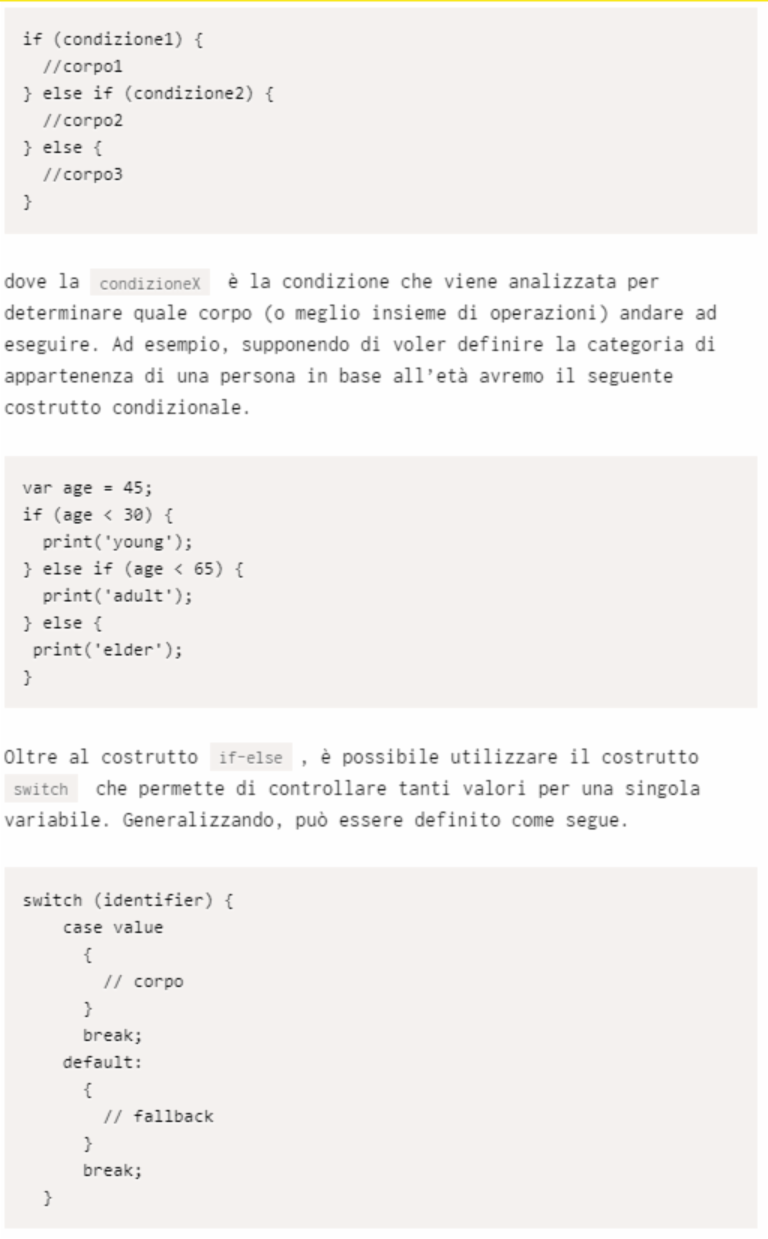 if (condizione1) {
  //corpo1
} else if (condizione2) {
  //corpo2
} else {
  //corpo3
}
dove la condizioneX è la condizione che viene analizzata per
determinare quale corpo (o meglio insieme di operazioni) andare ad
eseguire. Ad esempio, supponendo di voler definire la categoria di
appartenenza di una persona in base all’età avremo il seguente
costrutto condizionale.
var age = 45;
if (age < 30) {
  print('young');
} else if (age < 65) {
  print('adult');
} else {
 print('elder');
}
Oltre al costrutto if-else , è possibile utilizzare il costrutto
switch che permette di controllare tanti valori per una singola
variabile. Generalizzando, può essere definito come segue.
switch (identifier) {
    case value
      {
        // corpo
      }
      break;
    default:
      {
        // fallback
      }
      break;
  }